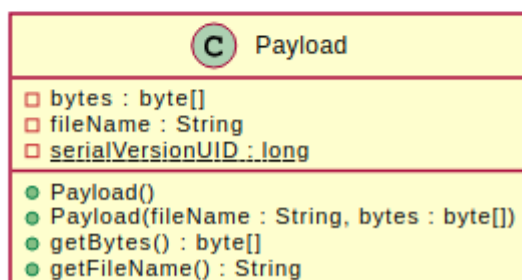 C Payload
bytes : byte[]
fileName : String
serialVersionUID : long
Payload()
Payload(fileName : String, bytes : byte[])
getBytes() : byte[]
getFileName() : String